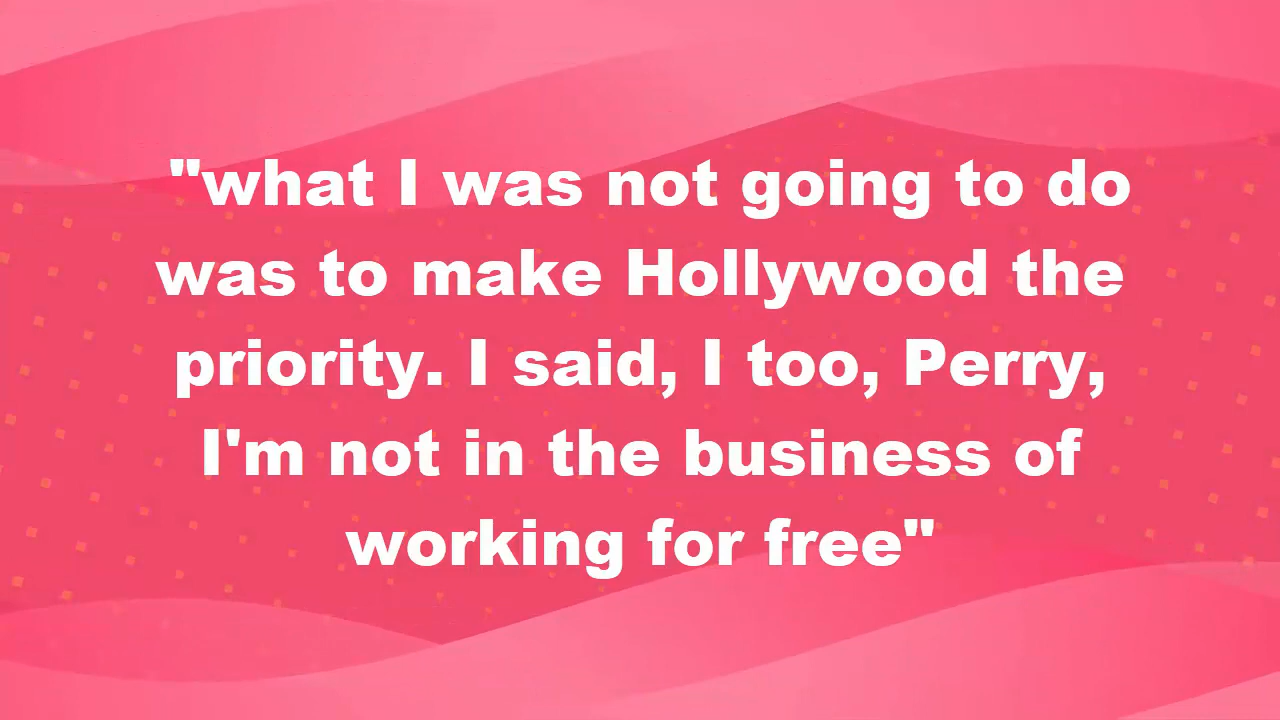 "what I was not going to do
was to make Hollywood the
priority. I said, I too, Perry,
I'm not in the business of
working for free"